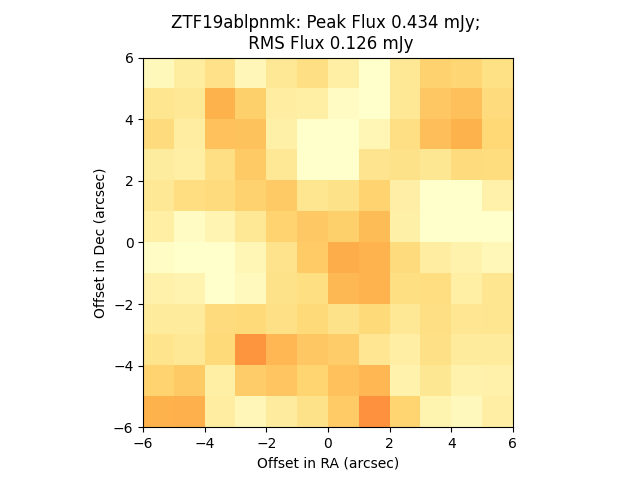 ZTF19ablpnmk: Peak Flux 0.434 mJy;
RMS Flux 0.126 mJy
6
4
2
0
−2
−4
−6
Offset in Dec (arcsec)
−6 −4 −2 0 2 4 6
Offset in RA (arcsec)